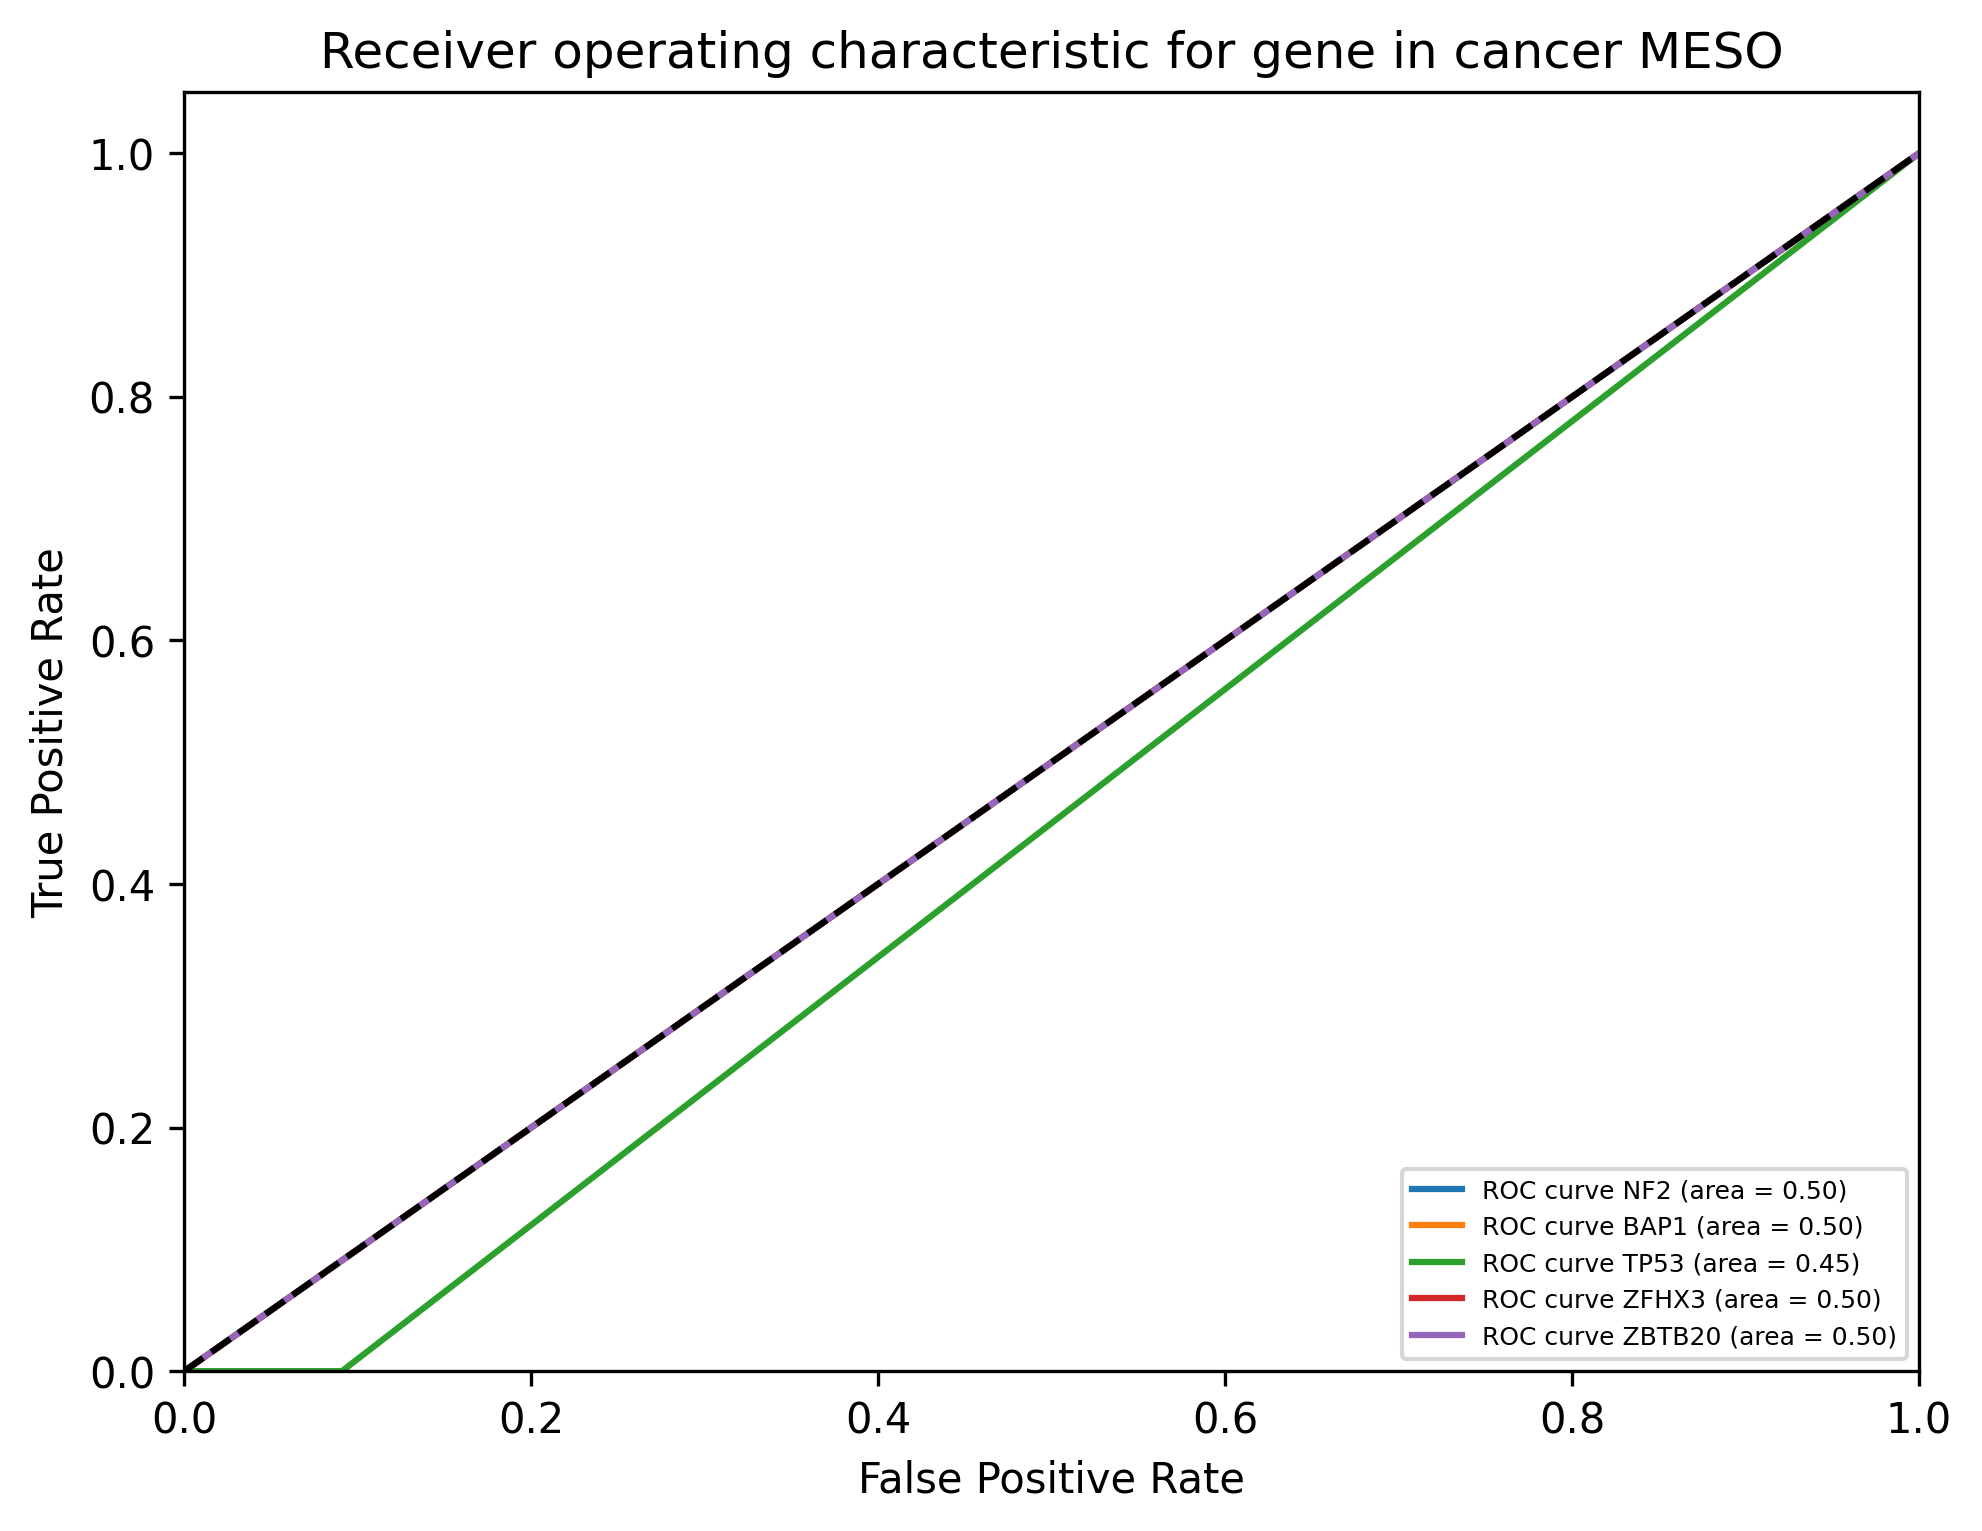 Receiver operating characteristic for gene in cancer MESO
True Positive Rate
1.0
0.8
0.6
0.4
0.2
0.0
0.0 0.2 0.4 0.6 0.8 1.0
False Positive Rate
ROC curve NF2 (area = 0.50)
ROC curve BAP1 (area = 0.50)
ROC curve TP53 (area = 0.45)
ROC curve ZFHX3 (area = 0.50)
ROC curve ZBTB20 (area = 0.50)